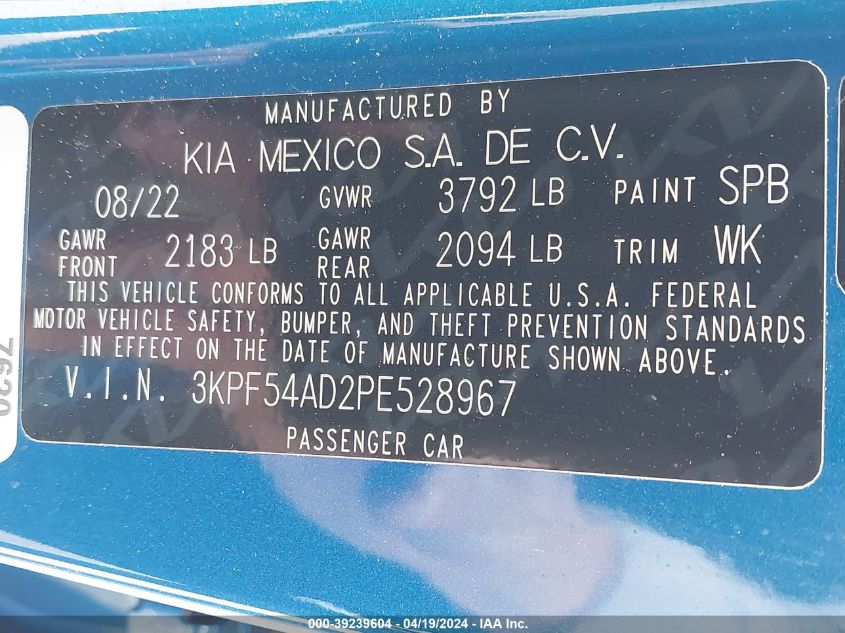 MANUFACTURED BY
KIA MEXICO S.A. DE C.V.
08/22 GVWR 3792 LB PAINT SPB
GAWR FRONT 2183 LB GAWR REAR 2094 LB TRIM WK
THIS VEHICLE CONFORMS TO ALL APPLICABLE U.S.A. FEDERAL
MOTOR VEHICLE SAFETY, BUMPER, AND THEFT PREVENTION STANDARDS
IN EFFECT ON THE DATE OF MANUFACTURE SHOWN ABOVE.
V.I.N. 3KPF54AD2PE528967
PASSENGER CAR
000-39239604 - 04/19/2024 - IAA Inc.